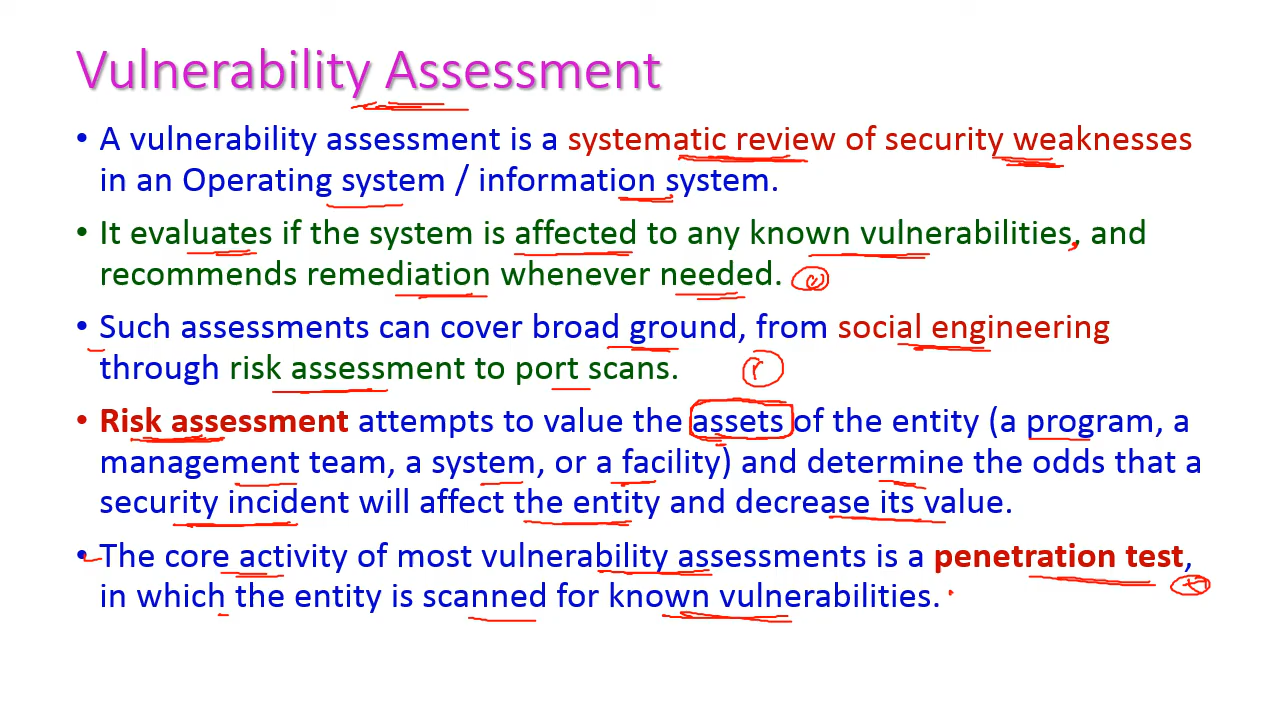 Vulnerability Assessment
• A vulnerability assessment is a systematic review of security weaknesses
in an Operating system / information system.
• It evaluates if the system is affected to any known vulnerabilities, and
recommends remediation whenever needed.
• Such assessments can cover broad ground, from social engineering
through risk assessment to port scans.
• Risk assessment attempts to value the assets of the entity (a program, a
management team, a system, or a facility) and determine the odds that a
security incident will affect the entity and decrease its value.
• The core activity of most vulnerability assessments is a penetration test,
in which the entity is scanned for known vulnerabilities.